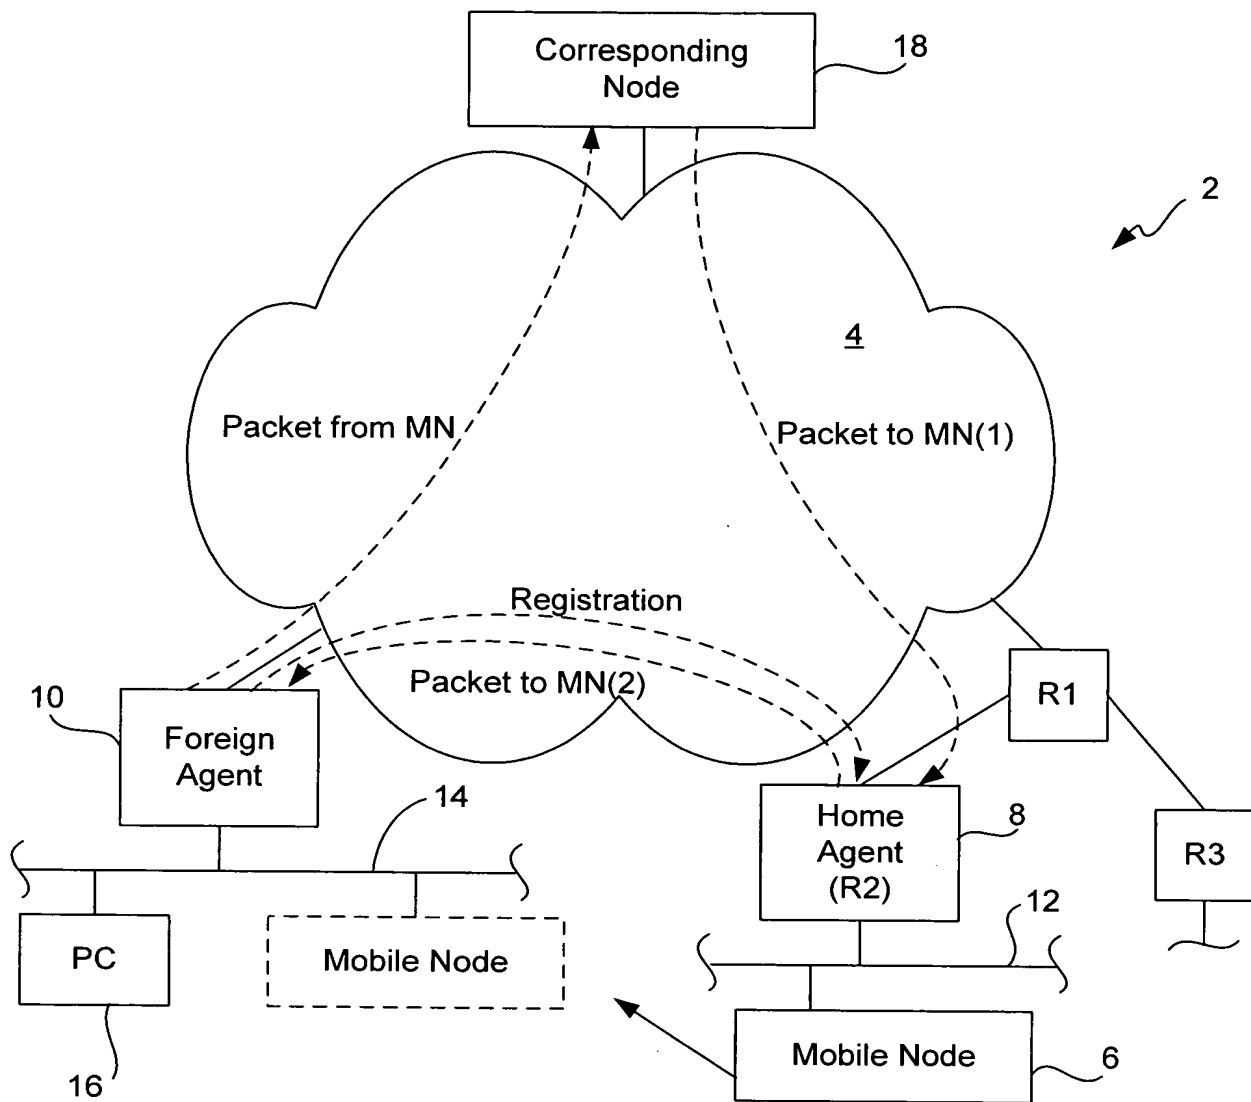 Corresponding
Node
18
2
4
Packet from MN
Packet to MN(1)
Registration
Packet to MN(2)
R1
10
Foreign
Agent
14
Home
Agent
(R2)
8
R3
12
PC
Mobile Node
Mobile Node
16
6